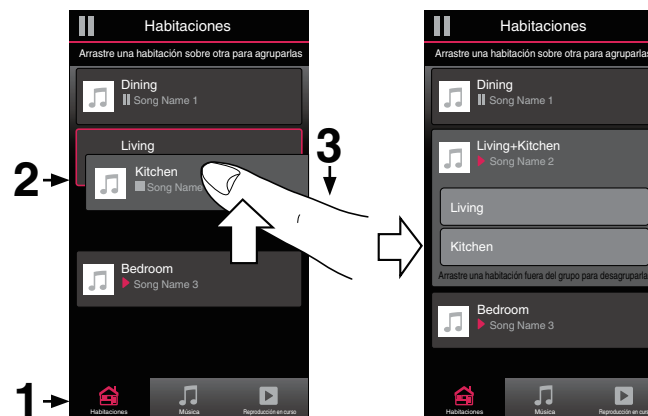 Habitaciones
Arrastre una habitación sobre otra para agruparlas
Dining
Song Name 1
Living
Kitchen
Song Name
Bedroom
Song Name 3
Habitaciones
Música
Reproducción en curso
1
2
3
Habitaciones
Arrastre una habitación sobre otra para agruparlas
Dining
Song Name 1
Living+Kitchen
Song Name 2
Living
Kitchen
Arrastre una habitación fuera del grupo para desagruparla
Bedroom
Song Name 3
Habitaciones
Música
Reproducción en curso